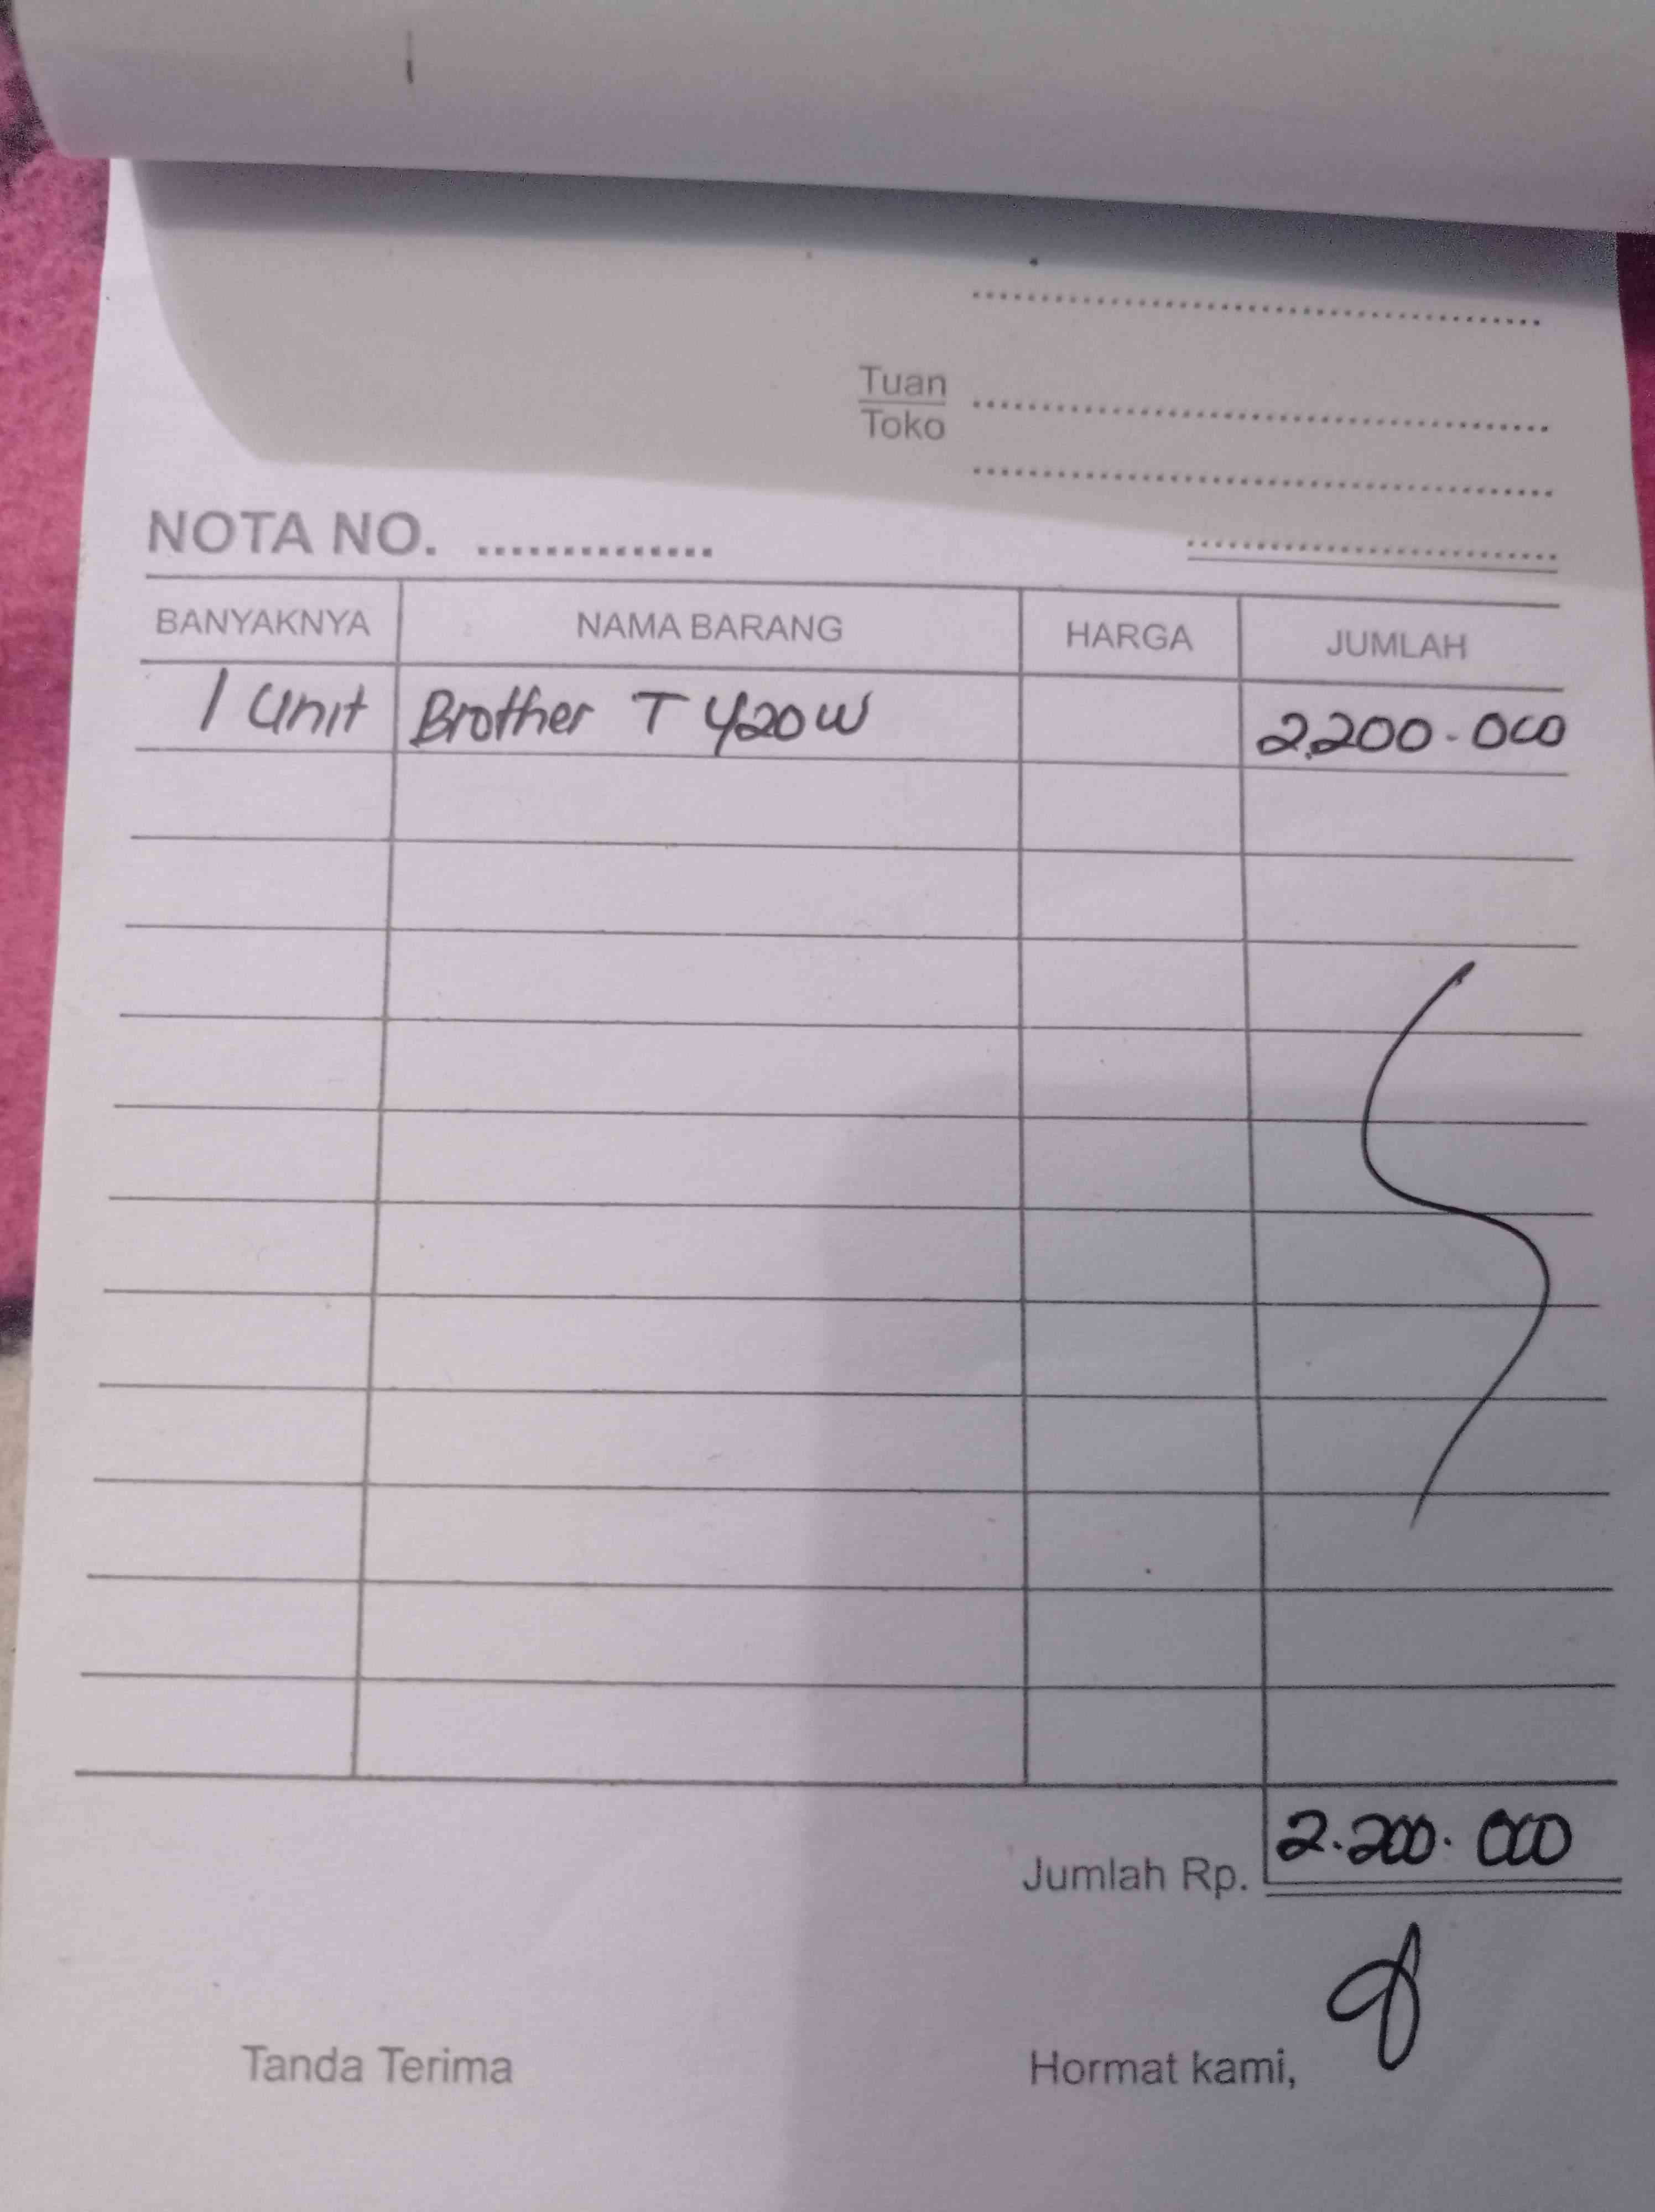 Tuan
Toko
NOTA NO. ..............
BANYAKNYA NAMA BARANG HARGA JUMLAH
1 Unit Brother T 420W 2.200.000
Jumlah Rp. 2.200.000
Tanda Terima Hormat kami,